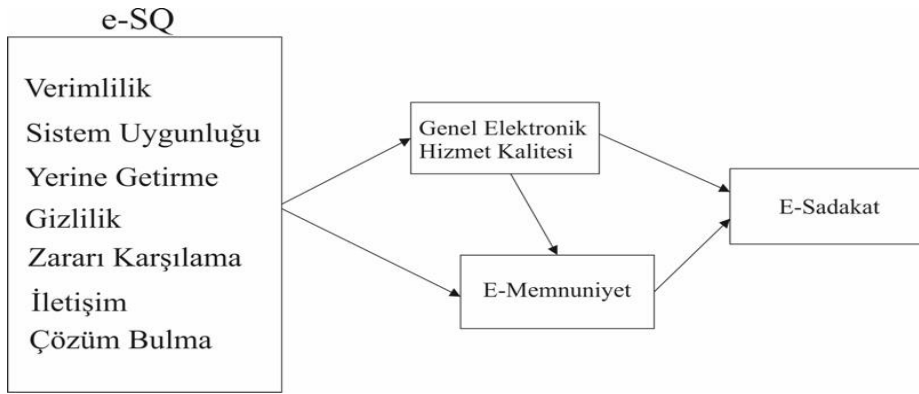 e-SQ
Verimlilik
Sistem Uygunluğu
Yerine Getirme
Gizlilik
Zararı Karşılama
İletişim
Çözüm Bulma
Genel Elektronik
Hizmet Kalitesi
E-Memnuniyet
E-Sadakat